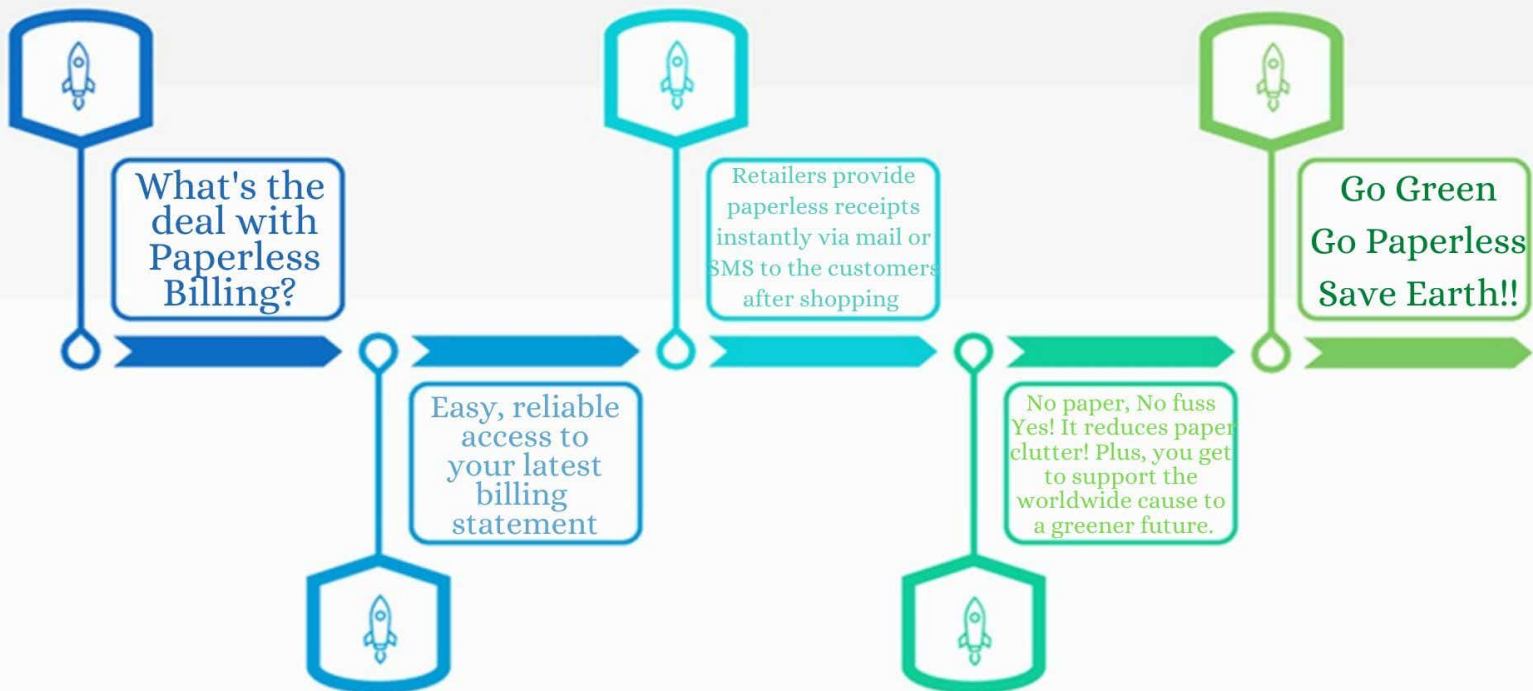 What's the
deal with
Paperless
Billing?
Easy, reliable
access to
your latest
billing
statement
Retailers provide
paperless receipts
instantly via mail or
SMS to the customers
after shopping
No paper, No fuss
Yes! It reduces paper
clutter! Plus, you get
to support the
worldwide cause to
a greener future.
Go Green
Go Paperless
Save Earth!!